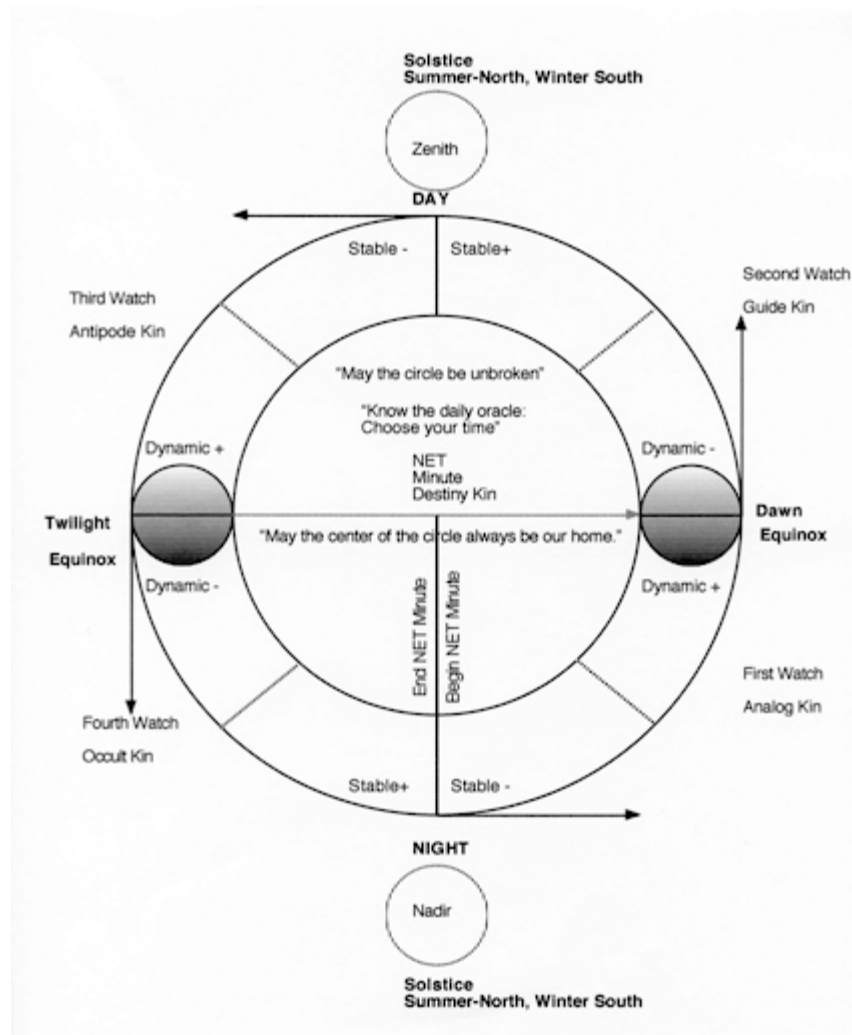 Solstice
Summer-North, Winter South
Zenith
DAY
Stable -
Stable+
Second Watch
Guide Kin
Third Watch
Antipode Kin
"May the circle be unbroken"
"Know the daily oracle:
Choose your time"
Dynamic +
Dynamic -
NET
Minute
Destiny Kin
Twilight
Equinox
Dawn
Equinox
"May the center of the circle always be our home."
Dynamic -
Dynamic +
End NET Minute
Begin NET Minute
First Watch
Analog Kin
Fourth Watch
Occult Kin
Stable+
Stable -
NIGHT
Nadir
Solstice
Summer-North, Winter South